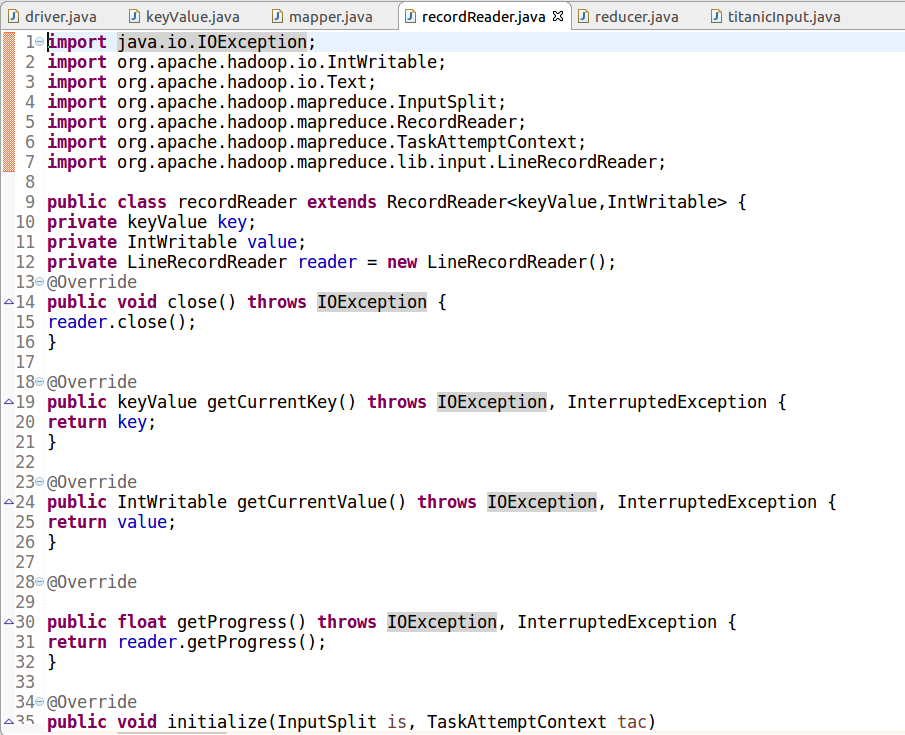 driver.java keyValue.java mapper.java recordReader.java reducer.java titanicInput.java
1 import java.io.IOException;
2 import org.apache.hadoop.io.IntWritable;
3 import org.apache.hadoop.io.Text;
4 import org.apache.hadoop.mapreduce.InputSplit;
5 import org.apache.hadoop.mapreduce.RecordReader;
6 import org.apache.hadoop.mapreduce.TaskAttemptContext;
7 import org.apache.hadoop.mapreduce.lib.input.LineRecordReader;
8
9 public class recordReader extends RecordReader<keyValue,IntWritable> {
10 private keyValue key;
11 private IntWritable value;
12 private LineRecordReader reader = new LineRecordReader();
13 @Override
14 public void close() throws IOException {
15 reader.close();
16 }
17
18 @Override
19 public keyValue getCurrentKey() throws IOException, InterruptedException {
20 return key;
21 }
22
23 @Override
24 public IntWritable getCurrentValue() throws IOException, InterruptedException {
25 return value;
26 }
27
28 @Override
29
30 public float getProgress() throws IOException, InterruptedException {
31 return reader.getProgress();
32 }
33
34 @Override
35 public void initialize(InputSplit is, TaskAttemptContext tac)